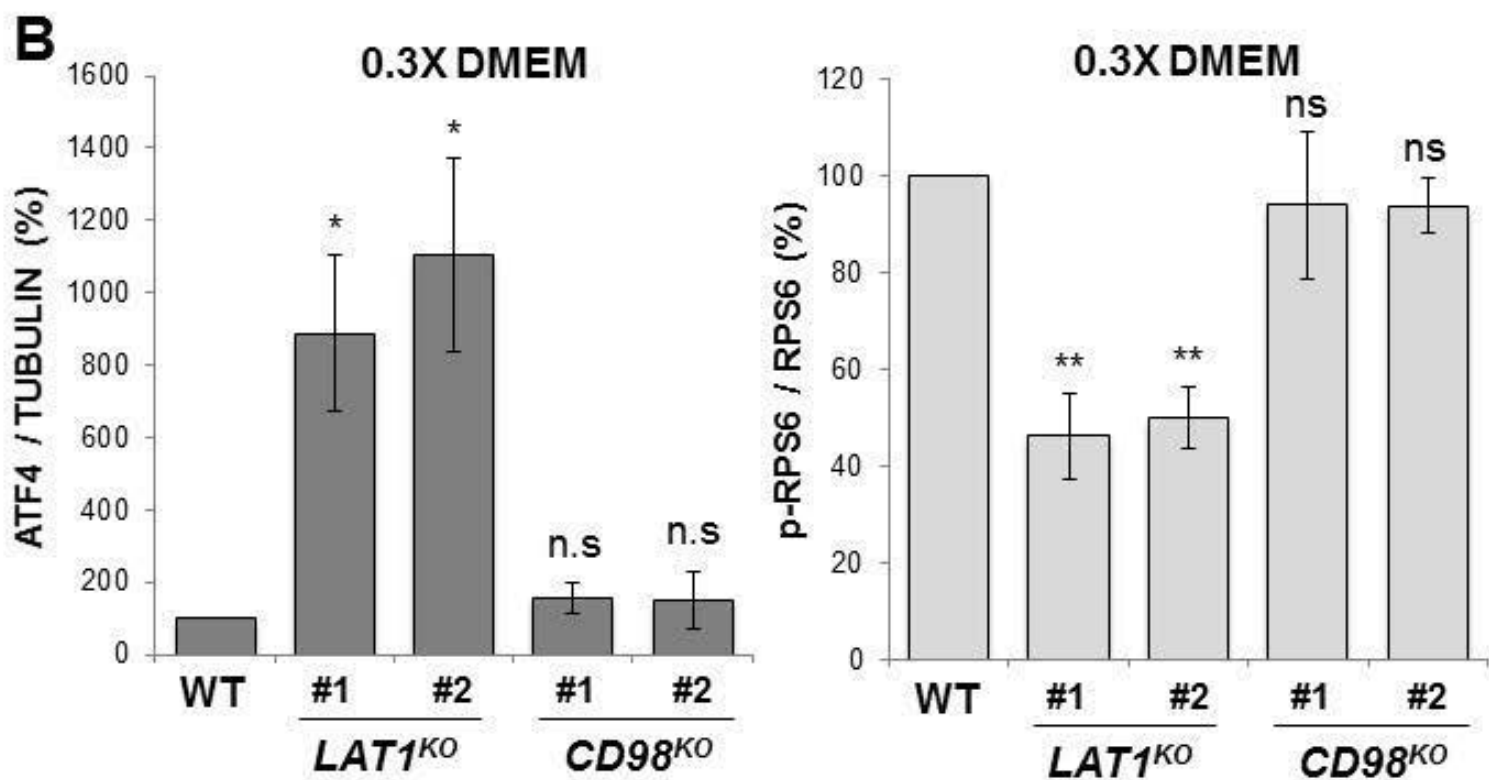 B
0.3X DMEM
ATF4 / TUBULIN (%)
1600
1400
1200
1000
800
600
400
200
0
*
*
n.s
n.s
WT
#1
#2
#1
#2
LAT1KO
CD98KO
0.3X DMEM
p-RPS6 / RPS6 (%)
120
100
80
60
40
20
0
**
**
ns
ns
WT
#1
#2
#1
#2
LAT1KO
CD98KO